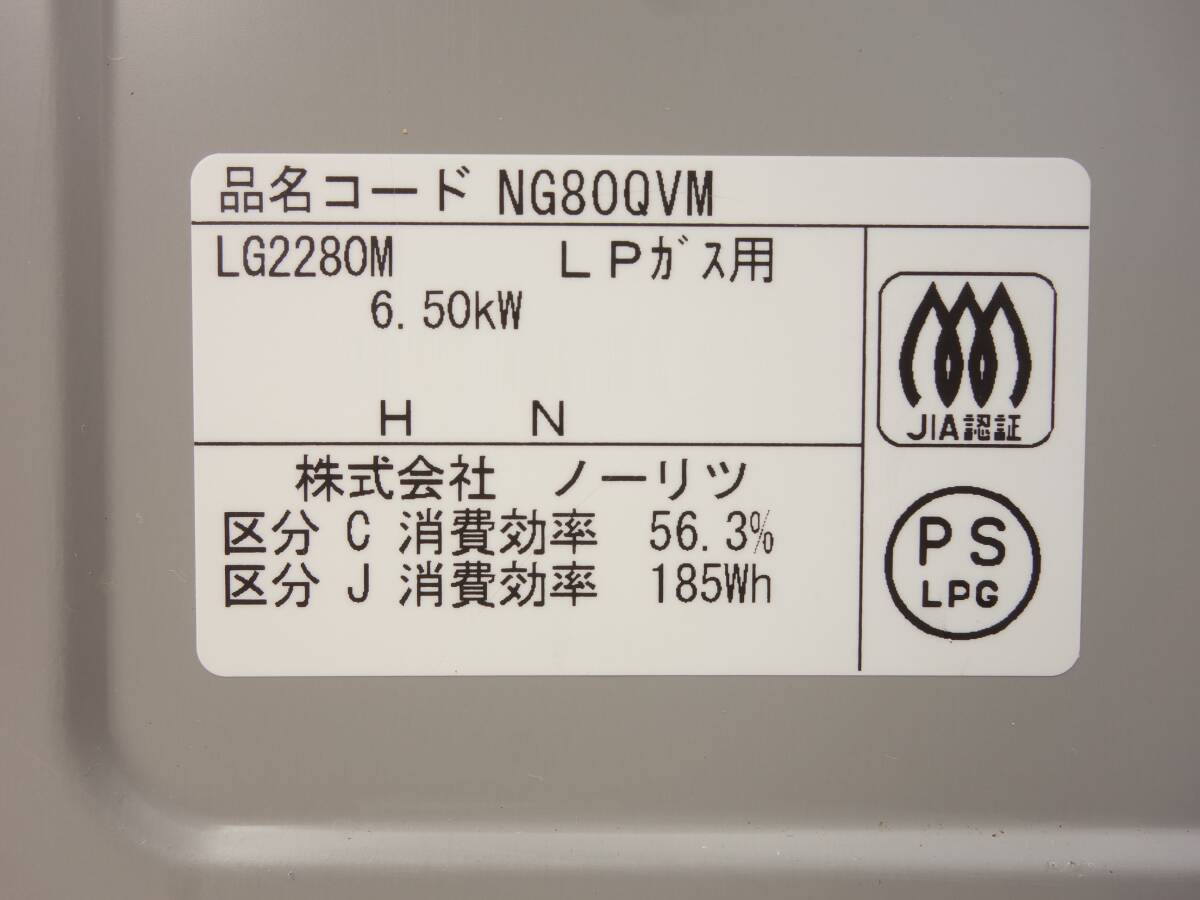 品名コード NG80QVM
LG2280M LPｶﾞｽ用
6.50kW
H N
株式会社 ノーリツ
区分 C 消費効率 56.3%
区分 J 消費効率 185Wh
JIA認証
PS
LPG